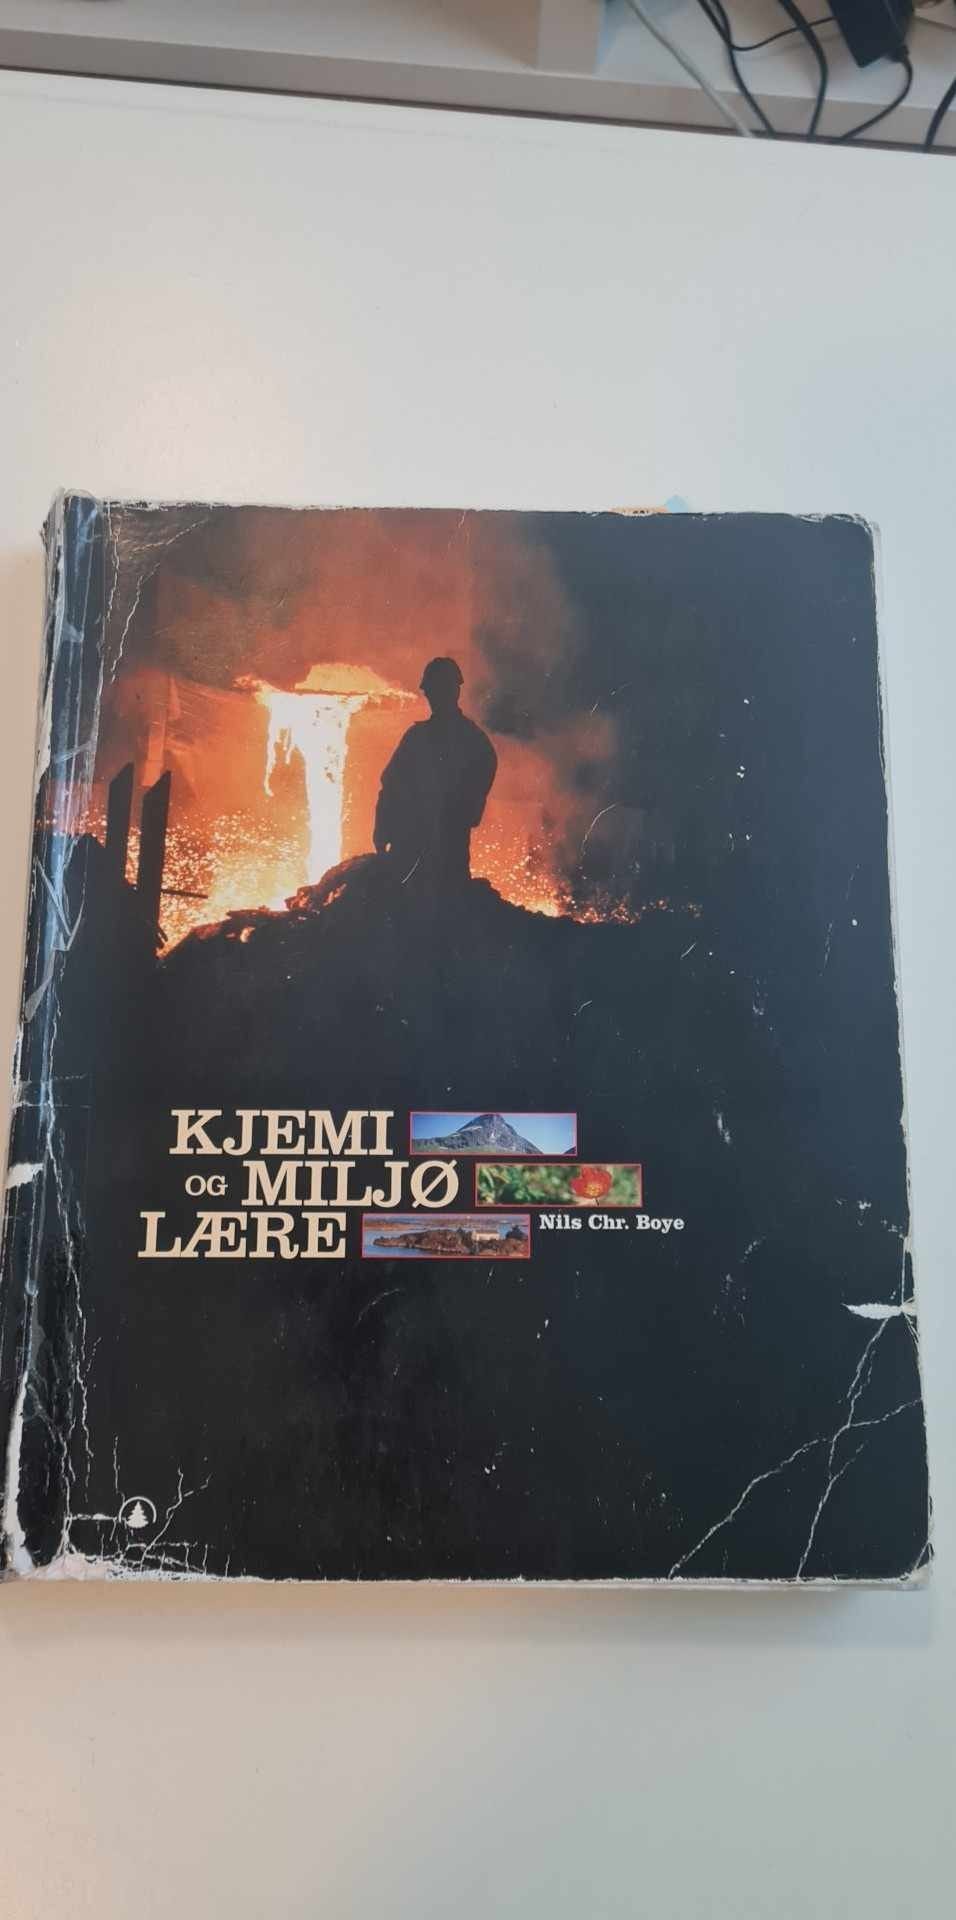 KJEMI
OG MILJØ
LÆRE
Nils Chr. Boye